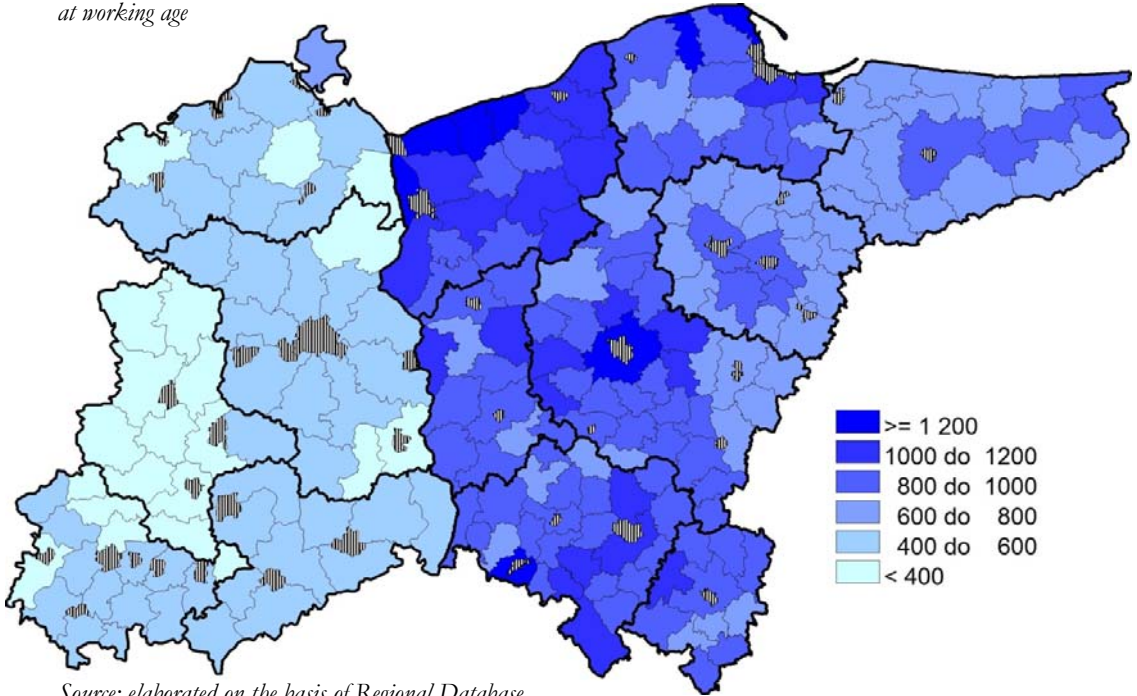 at working age
>= 1 200
1000 do 1200
800 do 1000
600 do 800
400 do 600
< 400
Source: elaborated on the basis of Regional Database